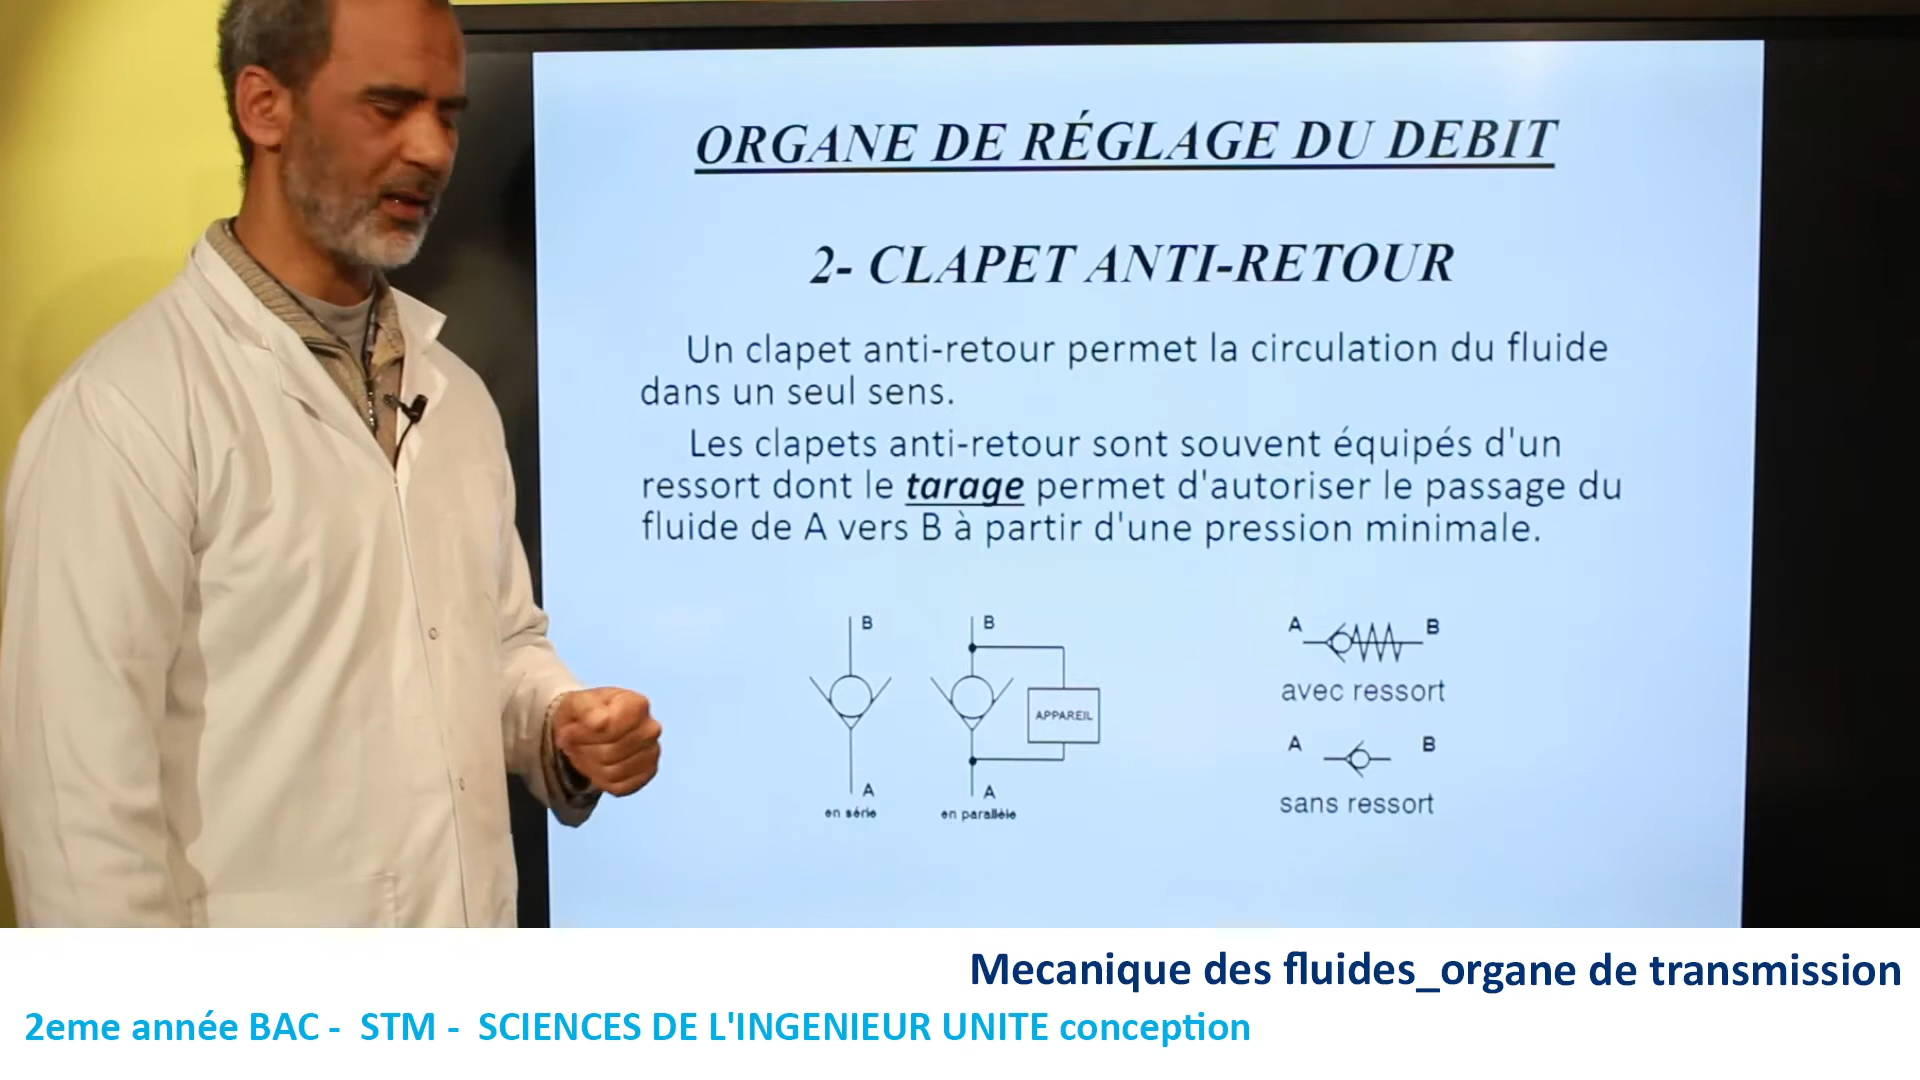 ORGANE DE RÉGLAGE DU DEBIT
2- CLAPET ANTI-RETOUR
Un clapet anti-retour permet la circulation du fluide
dans un seul sens.
Les clapets anti-retour sont souvent équipés d'un
ressort dont le tarage permet d'autoriser le passage du
fluide de A vers B à partir d'une pression minimale.
B
A
en série
B
APPAREIL
A
en parallèle
A B
avec ressort
A B
sans ressort
Mecanique des fluides_organe de transmission
2eme année BAC - STM - SCIENCES DE L'INGENIEUR UNITE conception